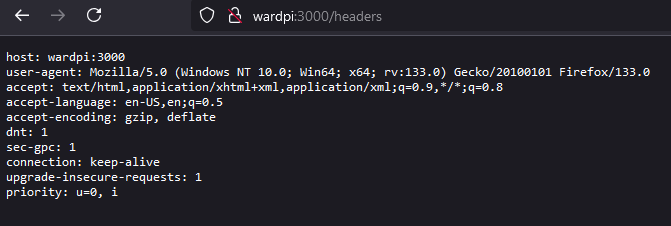 wardpi:3000/headers
host: wardpi:3000
user-agent: Mozilla/5.0 (Windows NT 10.0; Win64; x64; rv:133.0) Gecko/20100101 Firefox/133.0
accept: text/html,application/xhtml+xml,application/xml;q=0.9,*/*;q=0.8
accept-language: en-US,en;q=0.5
accept-encoding: gzip, deflate
dnt: 1
sec-gpc: 1
connection: keep-alive
upgrade-insecure-requests: 1
priority: u=0, i